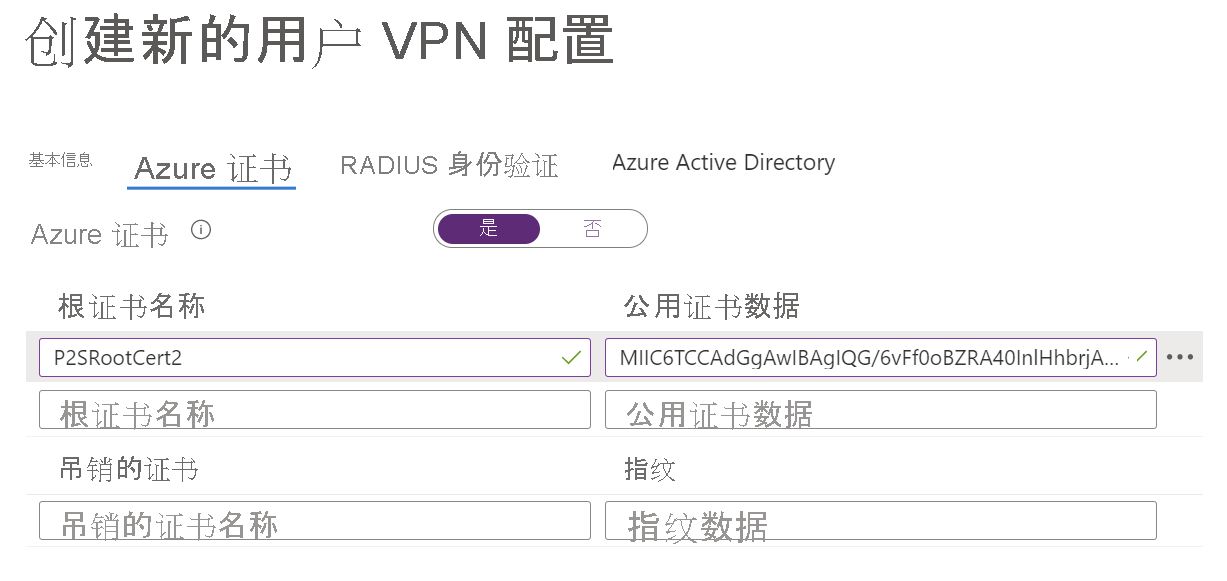 创建新的用户 VPN 配置
基本信息 Azure 证书 RADIUS 身份验证 Azure Active Directory
Azure 证书 是 否
根证书名称 公用证书数据
P2SRootCert2 MIIC6TCCAdGgAwIBAgIQG/6vFf0oBZRA40InlHhbrjA...
根证书名称 公用证书数据
吊销的证书 指纹
吊销的证书名称 指纹数据